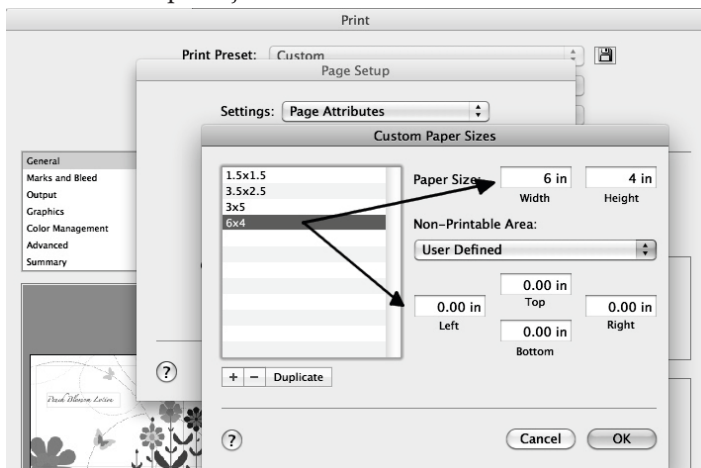 Print
Print Preset: Custom
Page Setup
Settings: Page Attributes
Custom Paper Sizes
General
Marks and Bleed
Output
Graphics
Color Management
Advanced
Summary
1.5x1.5
3.5x2.5
3x5
6x4
Paper Size: 6 in 4 in
Width Height
Non-Printable Area:
User Defined
0.00 in
Top
0.00 in 0.00 in
Left Right
0.00 in
Bottom
+ − Duplicate
?
Peach Blossom Lotion
? Cancel OK